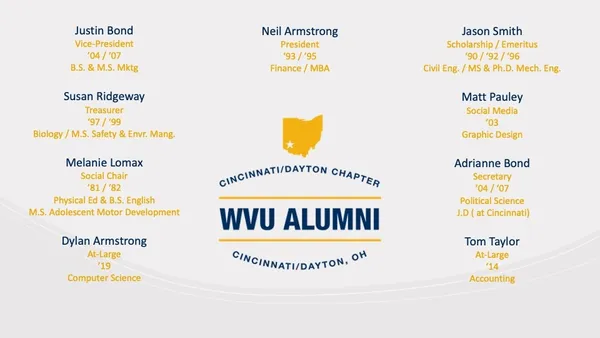 Justin Bond
Vice-President
'04 / '07
B.S. & M.S. Mktg
Neil Armstrong
President
'93 / '95
Finance / MBA
Jason Smith
Scholarship / Emeritus
'90 / '92 / '96
Civil Eng. / MS & Ph.D. Mech. Eng.
Susan Ridgeway
Treasurer
'97 / '99
Biology / M.S. Safety & Envr. Mang.
Matt Pauley
Social Media
'03
Graphic Design
Melanie Lomax
Social Chair
'81 / '82
Physical Ed & B.S. English
M.S. Adolescent Motor Development
CINCINNATI/DAYTON CHAPTER
WVU ALUMNI
CINCINNATI/DAYTON, OH
Adrianne Bond
Secretary
'04 / '07
Political Science
J.D ( at Cincinnati)
Dylan Armstrong
At-Large
'19
Computer Science
Tom Taylor
At-Large
'14
Accounting